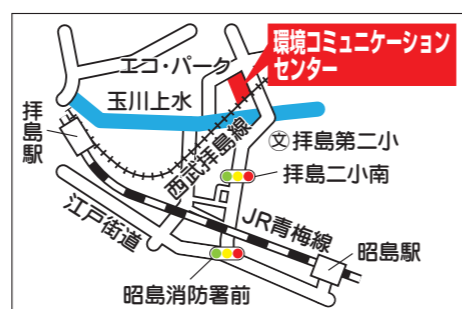 環境コミュニケーション
センター
エコ・パーク
玉川上水
拝島駅
西武拝島線
文 拝島第二小
拝島二小南
江戸街道
JR青梅線
昭島駅
昭島消防署前